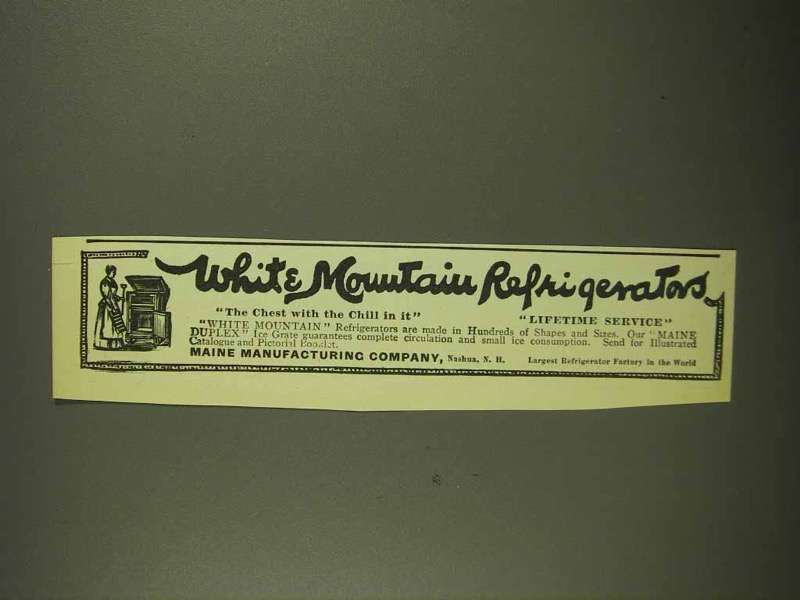 White Mountain Refrigerators
"The Chest with the Chill in it" "LIFETIME SERVICE"
"WHITE MOUNTAIN" Refrigerators are made in Hundreds of Shapes and Sizes. Our "MAINE
DUPLEX" Ice Grate guarantees complete circulation and small ice consumption. Send for Illustrated
Catalogue and Pictorial Booklet.
MAINE MANUFACTURING COMPANY, Nashua, N. H. Largest Refrigerator Factory in the World